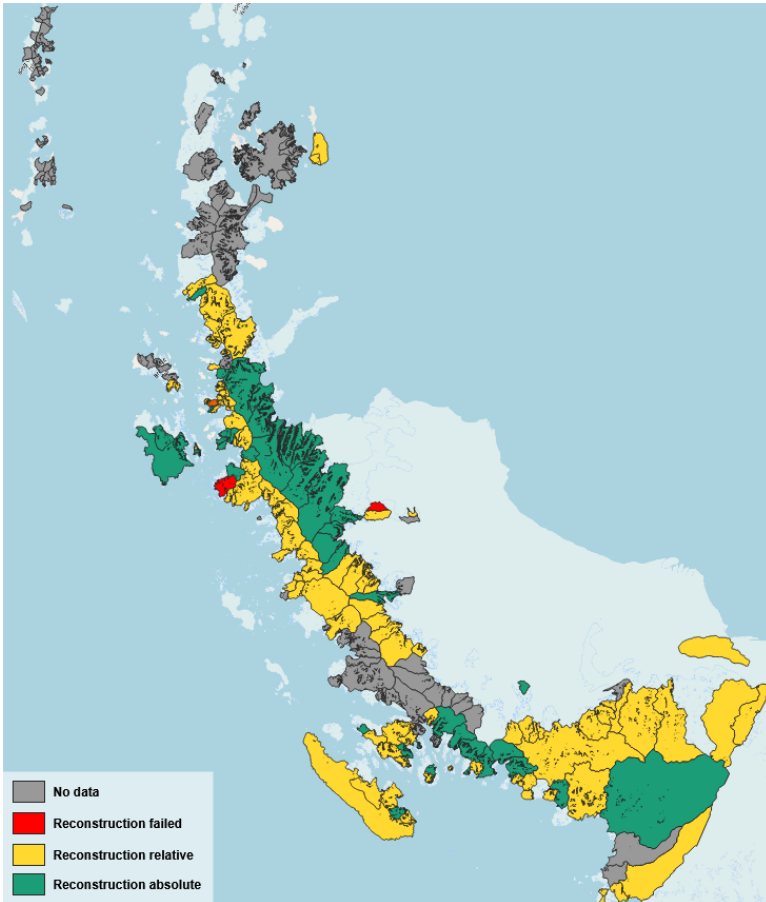 No data
Reconstruction failed
Reconstruction relative
Reconstruction absolute